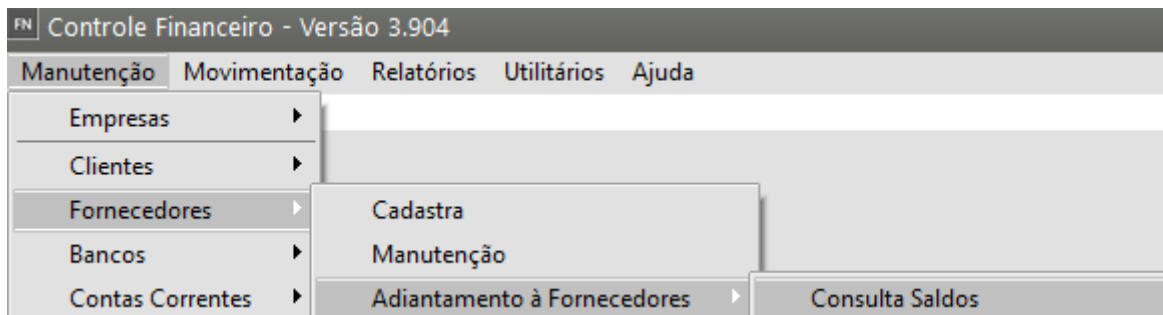 FN Controle Financeiro - Versão 3.904
Manutenção Movimentação Relatórios Utilitários Ajuda
Empresas
Clientes
Fornecedores Cadastra
Bancos Manutenção
Contas Correntes Adiantamento à Fornecedores Consulta Saldos